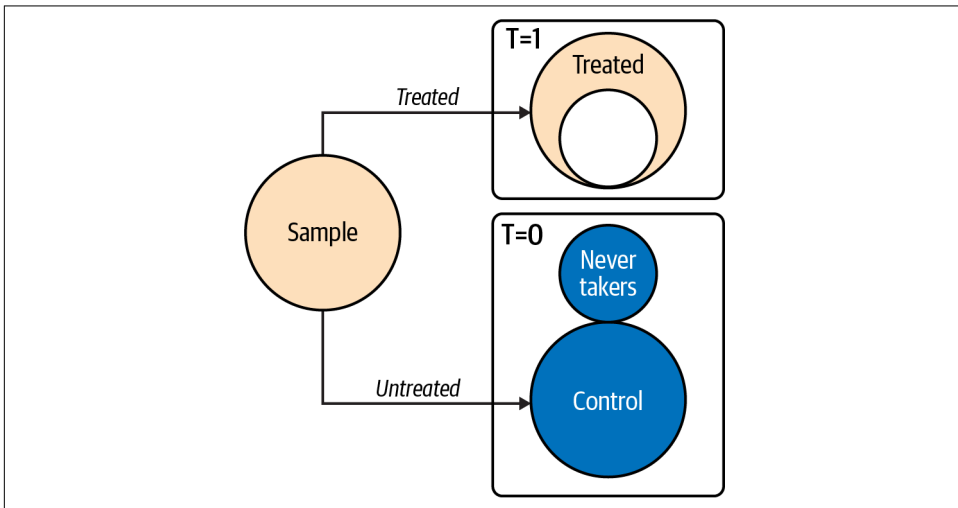 T=1
Treated
Treated
Sample
T=0
Never
takers
Untreated
Control